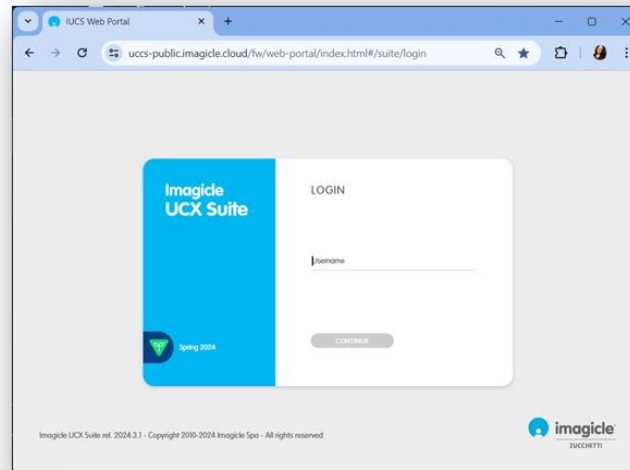 IUCS Web Portal
uccs-public.imagicle.cloud/fw/web-portal/index.html#/suite/login
Imagicle
UCX Suite
LOGIN
Username
CONTINUE
Spring 2024
Imagicle UCX Suite rel. 2024.3.1 - Copyright 2010-2024 Imagicle Spa - All rights reserved
imagicle
ZUCCHETTI